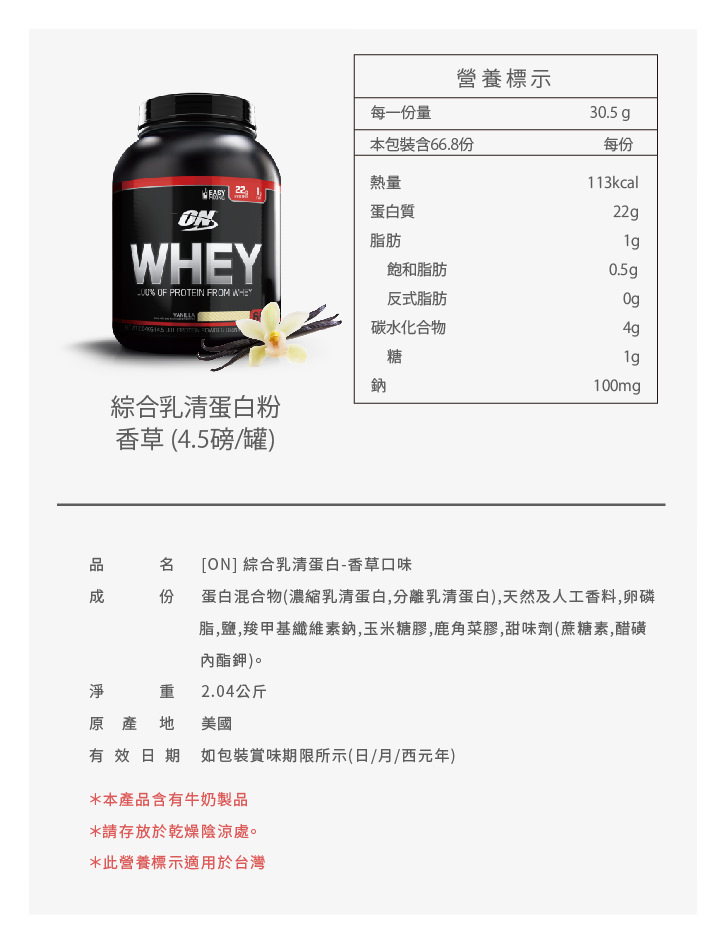 EASY MIXING
22g
ON
WHEY
100% OF PROTEIN FROM WHEY
VANILLA
綜合乳清蛋白粉
香草 (4.5磅/罐)
營養標示
每一份量 30.5 g
本包裝含66.8份 每份
熱量 113kcal
蛋白質 22g
脂肪 1g
飽和脂肪 0.5g
反式脂肪 0g
碳水化合物 4g
糖 1g
鈉 100mg
品名 [ON] 綜合乳清蛋白-香草口味
成份 蛋白混合物(濃縮乳清蛋白,分離乳清蛋白),天然及人工香料,卵磷
脂,鹽,羧甲基纖維素鈉,玉米糖膠,鹿角菜膠,甜味劑(蔗糖素,醋磺
內酯鉀)。
淨重 2.04公斤
原產地 美國
有效日期 如包裝賞味期限所示(日/月/西元年)
＊本產品含有牛奶製品
＊請存放於乾燥陰涼處。
＊此營養標示適用於台灣